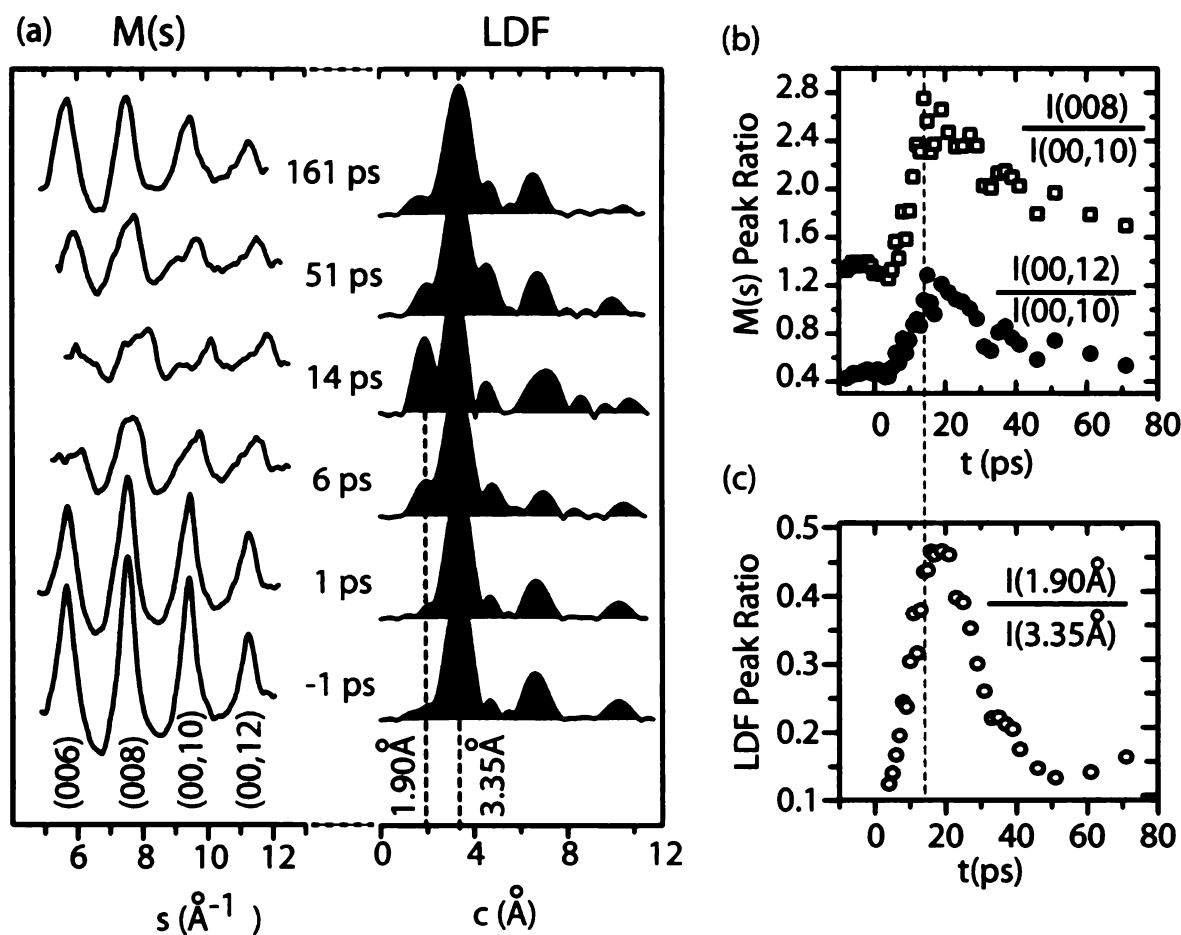 (a)
M(s)
LDF
161 ps
51 ps
14 ps
6 ps
1 ps
-1 ps
(006)
(008)
(00,10)
(00,12)
1.90Å
3.35Å
6
8
10
12
0
4
8
12
s (Å-1 )
c (Å)
(b)
2.8
2.4
2.0
1.6
1.2
0.8
0.4
M(s) Peak Ratio
I(008)
I(00,10)
I(00,12)
I(00,10)
0
20
40
60
80
t (ps)
(c)
0.5
0.4
0.3
0.2
0.1
LDF Peak Ratio
I(1.90Å)
I(3.35Å)
0
20
40
60
80
t(ps)